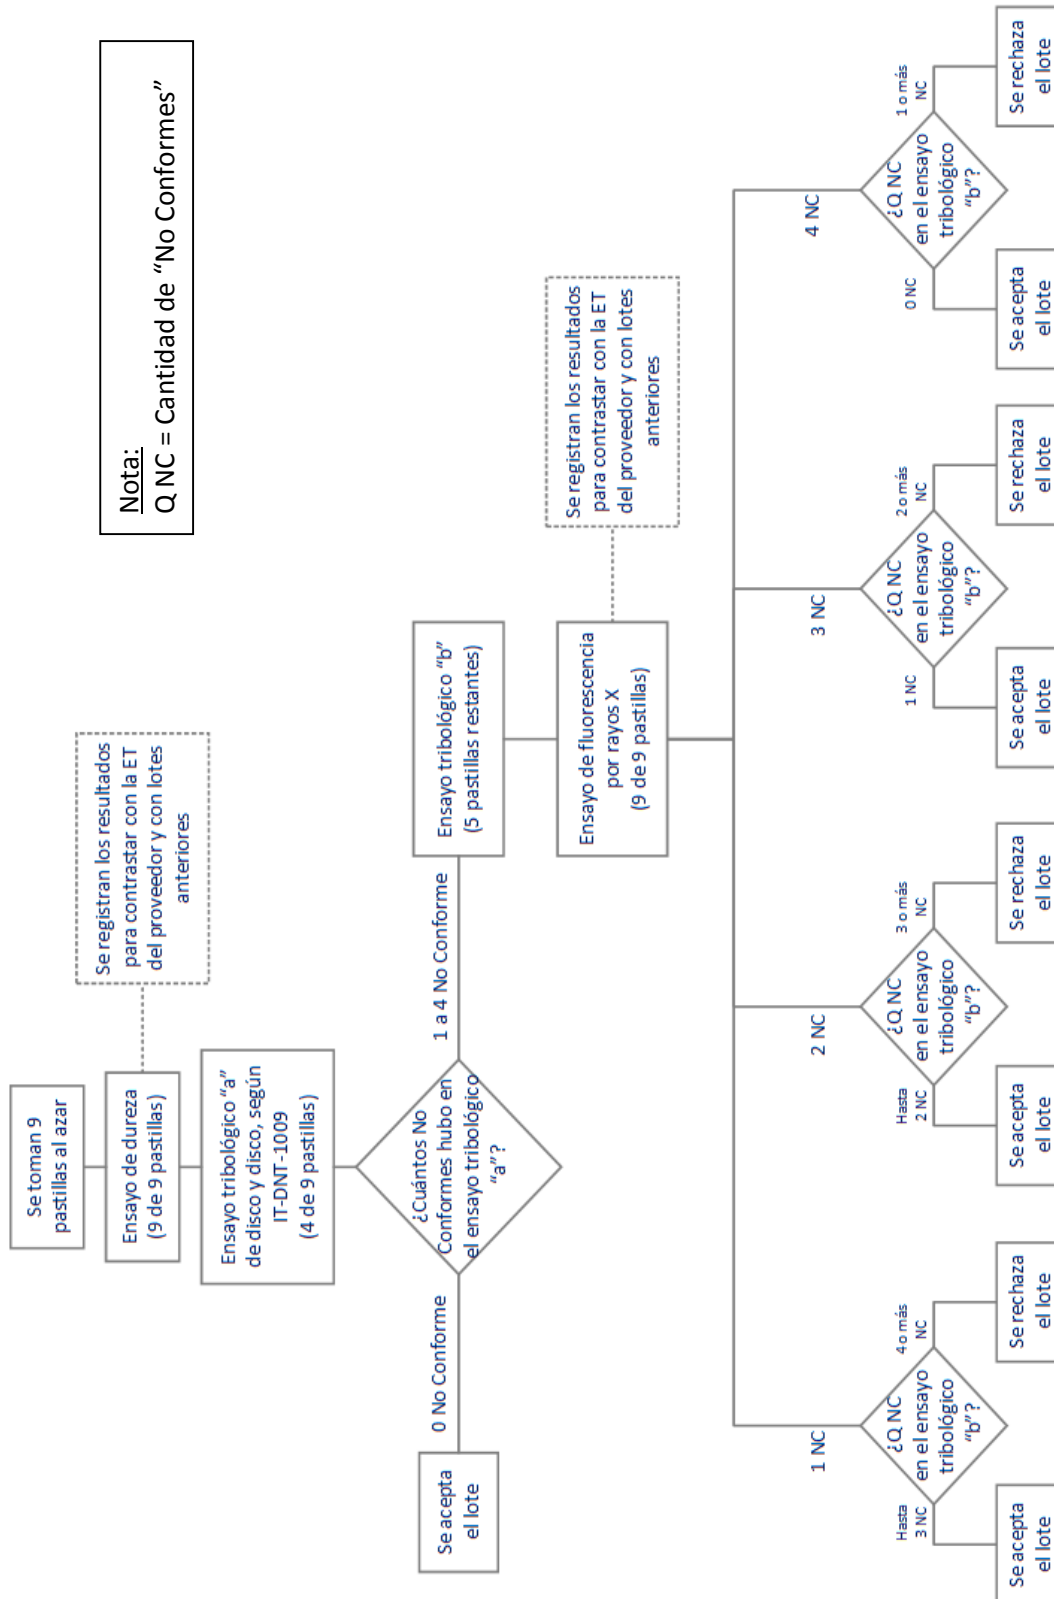 Nota:
Q NC = Cantidad de “No Conformes”
Se toman 9
pastillas al azar
Ensayo de dureza
(9 de 9 pastillas)
Se registran los resultados
para contrastar con la ET
del proveedor y con lotes
anteriores
Ensayo tribológico “a”
de disco y disco, según
IT-DNT-1009
(4 de 9 pastillas)
¿Cuántos No
Conformes hubo en
el ensayo tribológico
“a”?
0 No Conforme
1 a 4 No Conforme
Se acepta
el lote
Ensayo tribológico “b”
(5 pastillas restantes)
Ensayo de fluorescencia
por rayos X
(9 de 9 pastillas)
Se registran los resultados
para contrastar con la ET
del proveedor y con lotes
anteriores
1 NC
2 NC
3 NC
4 NC
¿Q NC
en el ensayo
tribológico
“b”?
Hasta
3 NC
4 o más
NC
Se acepta
el lote
Se rechaza
el lote
¿Q NC
en el ensayo
tribológico
“b”?
Hasta
2 NC
3 o más
NC
Se acepta
el lote
Se rechaza
el lote
¿Q NC
en el ensayo
tribológico
“b”?
1 NC
2 o más
NC
Se acepta
el lote
Se rechaza
el lote
¿Q NC
en el ensayo
tribológico
“b”?
0 NC
1 o más
NC
Se acepta
el lote
Se rechaza
el lote